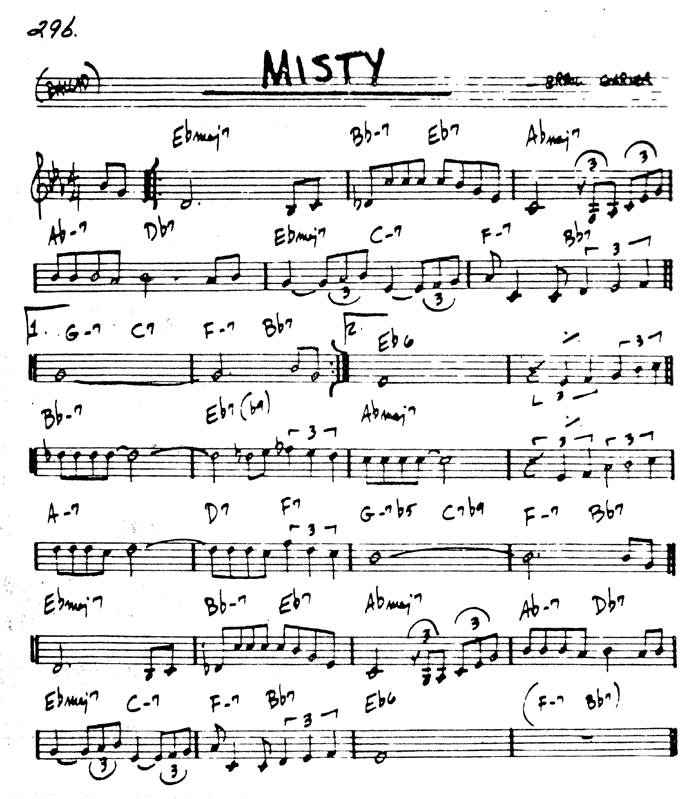 296.
MISTY
(BALLAD) ERROL GARNER
Ebmaj7 Bb-7 Eb7 Abmaj7
3 3
Ab-7 Db7 Ebmaj7 C-7 F-7 Bb7
3 3 3
1. G-7 C7 F-7 Bb7 2. Eb6
3 3
Bb-7 Eb7(b9) Abmaj7
3 3 3
A-7 D7 F7 G-7b5 C7b9 F-7 Bb7
3
Ebmaj7 Bb-7 Eb7 Abmaj7 Ab-7 Db7
3 3
Ebmaj7 C-7 F-7 Bb7 Eb6 (F-7 Bb7)
3 3 3